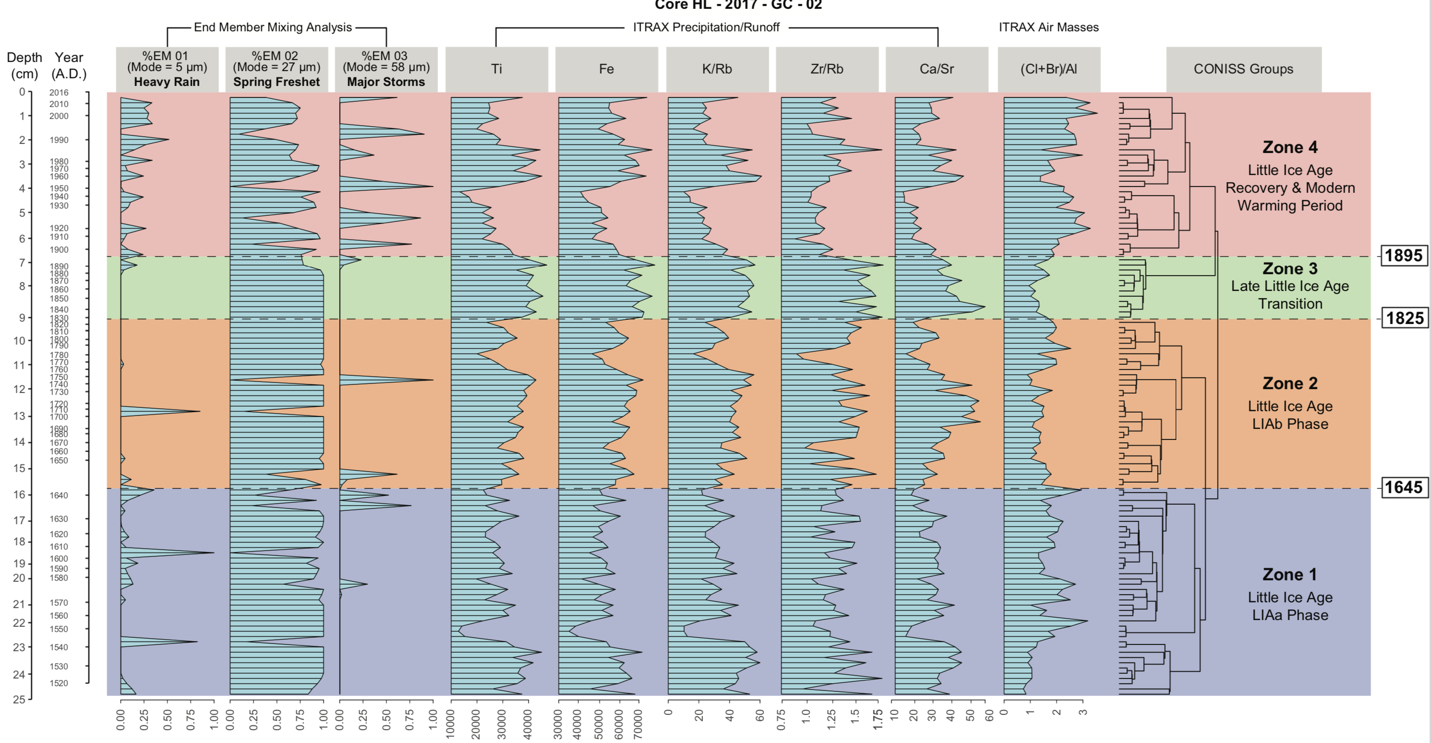 Core HL - 2017 - GC - 02
End Member Mixing Analysis
ITRAX Precipitation/Runoff
ITRAX Air Masses
Depth (cm)
Year (A.D.)
%EM 01
(Mode = 5 µm)
Heavy Rain
%EM 02
(Mode = 27 µm)
Spring Freshet
%EM 03
(Mode = 58 µm)
Major Storms
Ti
Fe
K/Rb
Zr/Rb
Ca/Sr
(Cl+Br)/Al
CONISS Groups
0
1
2
3
4
5
6
7
8
9
10
11
12
13
14
15
16
17
18
19
20
21
22
23
24
25
2016
2010
2000
1990
1980
1970
1960
1950
1940
1930
1920
1910
1900
1890
1880
1870
1860
1850
1840
1830
1820
1810
1800
1790
1780
1770
1760
1750
1740
1730
1720
1710
1700
1690
1680
1670
1660
1650
1640
1630
1620
1610
1600
1590
1580
1570
1560
1550
1540
1530
1520
Zone 4
Little Ice Age
Recovery & Modern
Warming Period
1895
Zone 3
Late Little Ice Age
Transition
1825
Zone 2
Little Ice Age
LIAb Phase
1645
Zone 1
Little Ice Age
LIAa Phase
0.00 0.25 0.50 0.75 1.00
0.00 0.25 0.50 0.75 1.00
0.00 0.25 0.50 0.75 1.00
10000 20000 30000 40000
30000 40000 50000 60000 70000
0 20 40 60
0.75 1.0 1.25 1.5 1.75
10 20 30 40 50 60
0 1 2 3